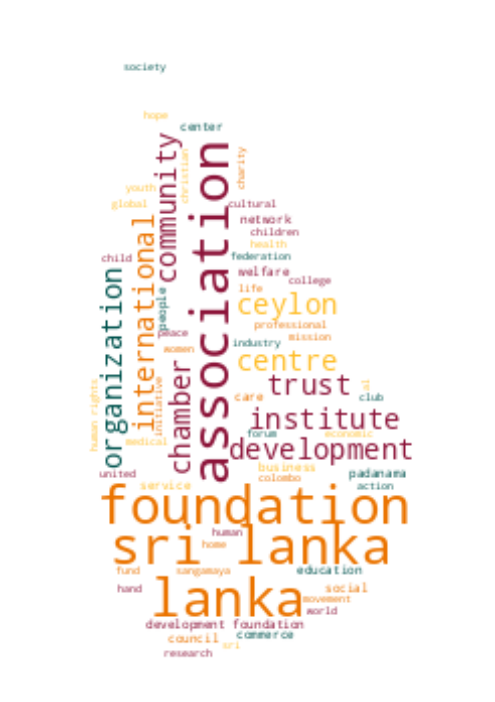 society
hope
center
community
association
christian
charity
youth
global
cultural
network
children
international
health
federation
child
organization
people
welfare
college
life
ceylon
peace
professional
mission
women
industry
centre
chamber
trust
initiative
human rights
care
al
club
institute
forum
economic
medical
development
united
business
colombo
padanama
service
action
foundation
human
sri lanka
home
fund
sangamaya
education
hand
social
lanka
movement
world
development foundation
council
commerce
sri
research